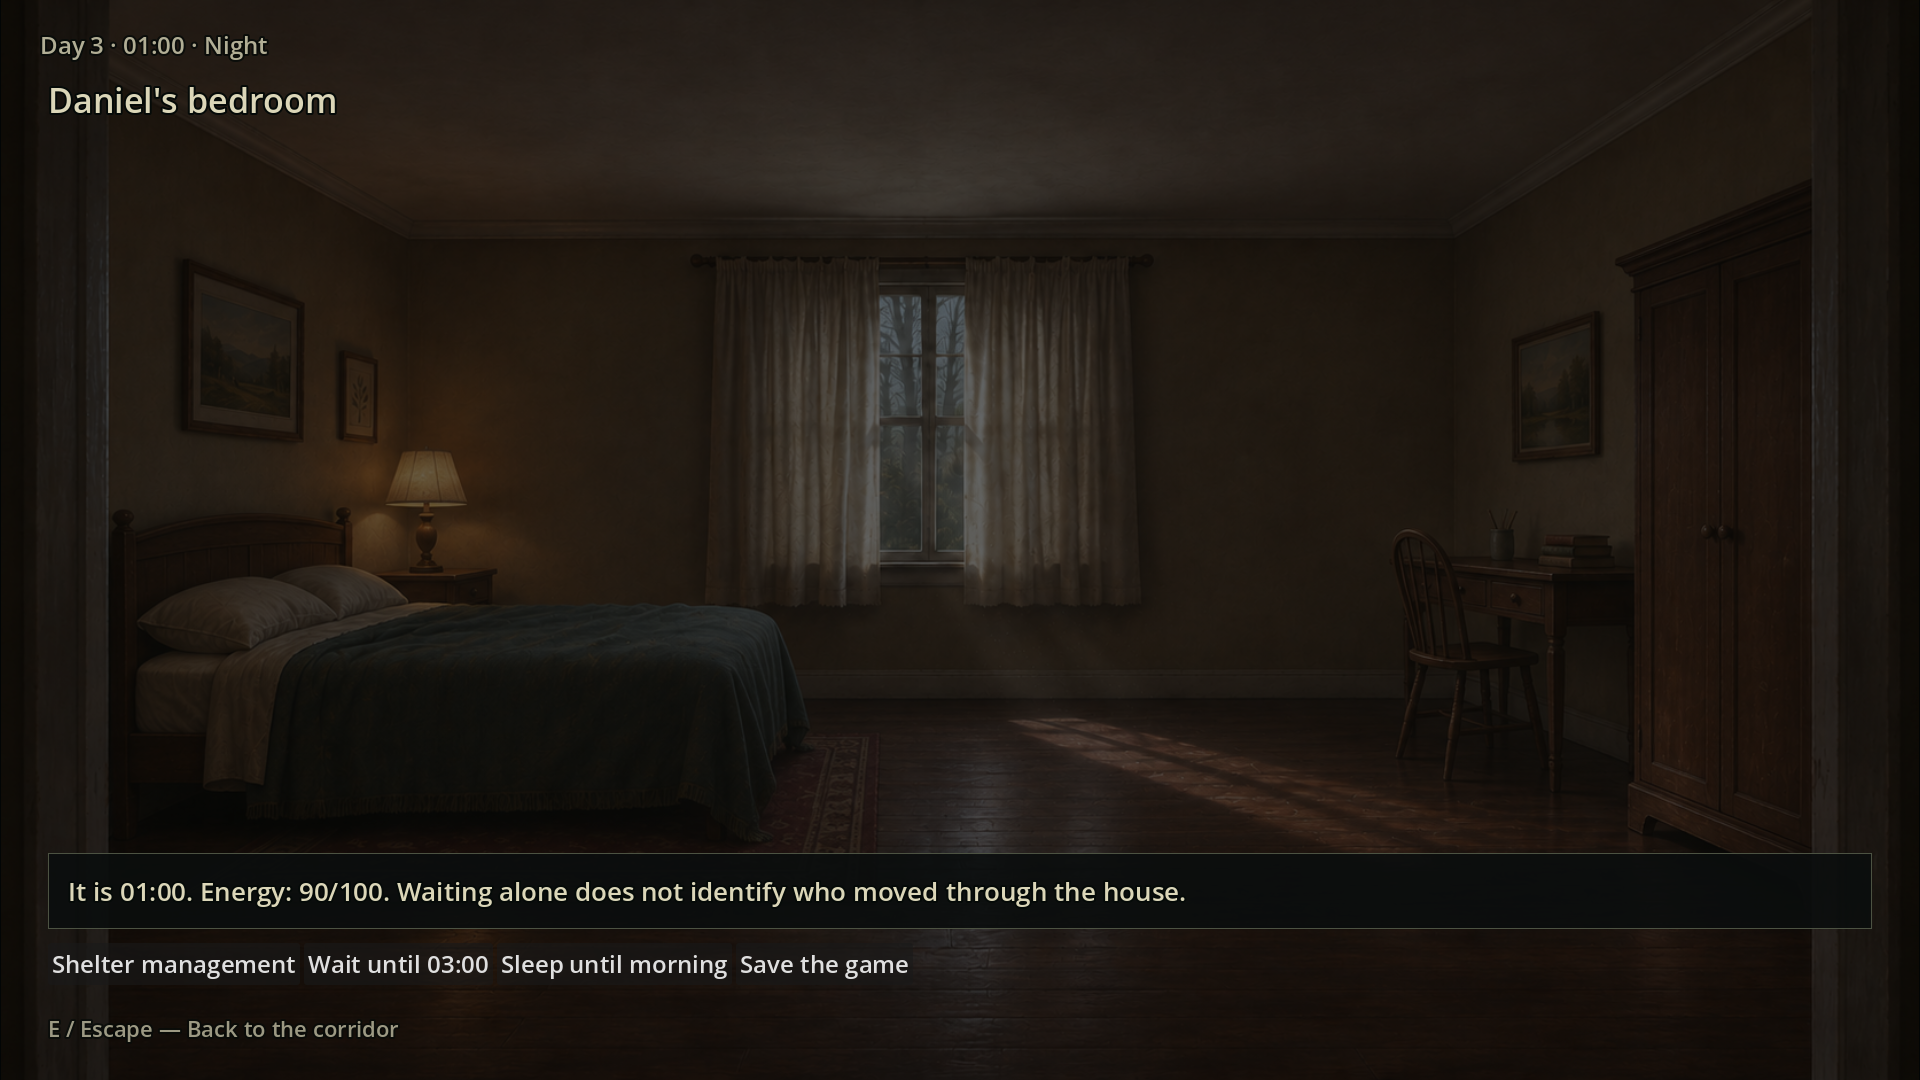 Day 3 · 01:00 · Night
Daniel's bedroom
It is 01:00. Energy: 90/100. Waiting alone does not identify who moved through the house.
Shelter management Wait until 03:00 Sleep until morning Save the game
E / Escape — Back to the corridor